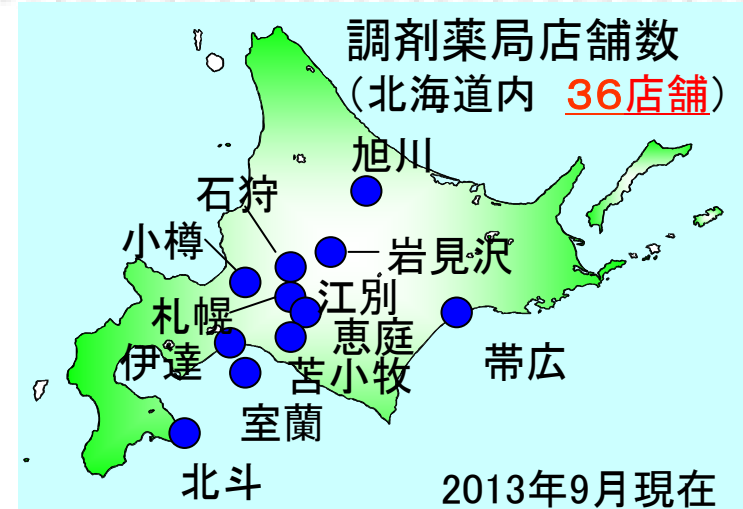 調剤薬局店舗数
（北海道内　３６店舗）
旭川
石狩
小樽
岩見沢
江別
札幌
恵庭
伊達
苫小牧
帯広
室蘭
北斗
2013年9月現在